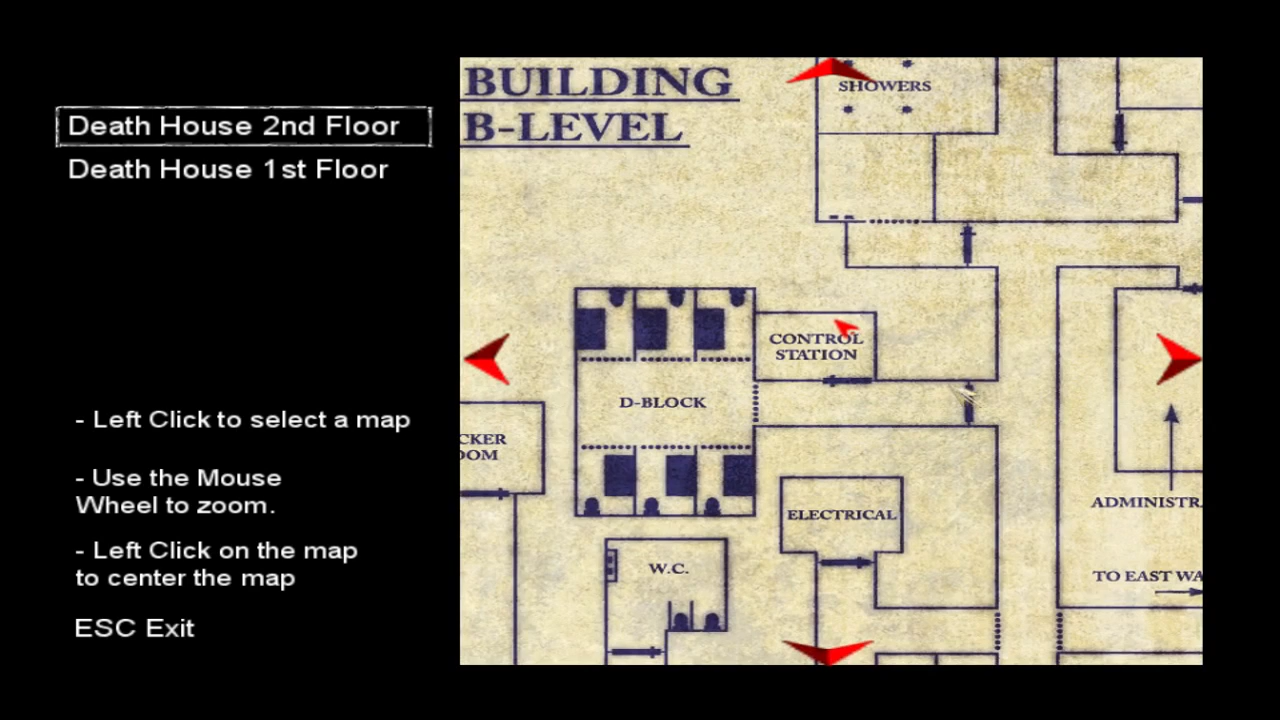 Death House 2nd Floor
Death House 1st Floor
- Left Click to select a map
- Use the Mouse
Wheel to zoom.
- Left Click on the map
to center the map
ESC Exit
BUILDING
B-LEVEL
SHOWERS
CONTROL
STATION
D-BLOCK
CKER
OOM
ELECTRICAL
W.C.
ADMINISTR
TO EAST WA